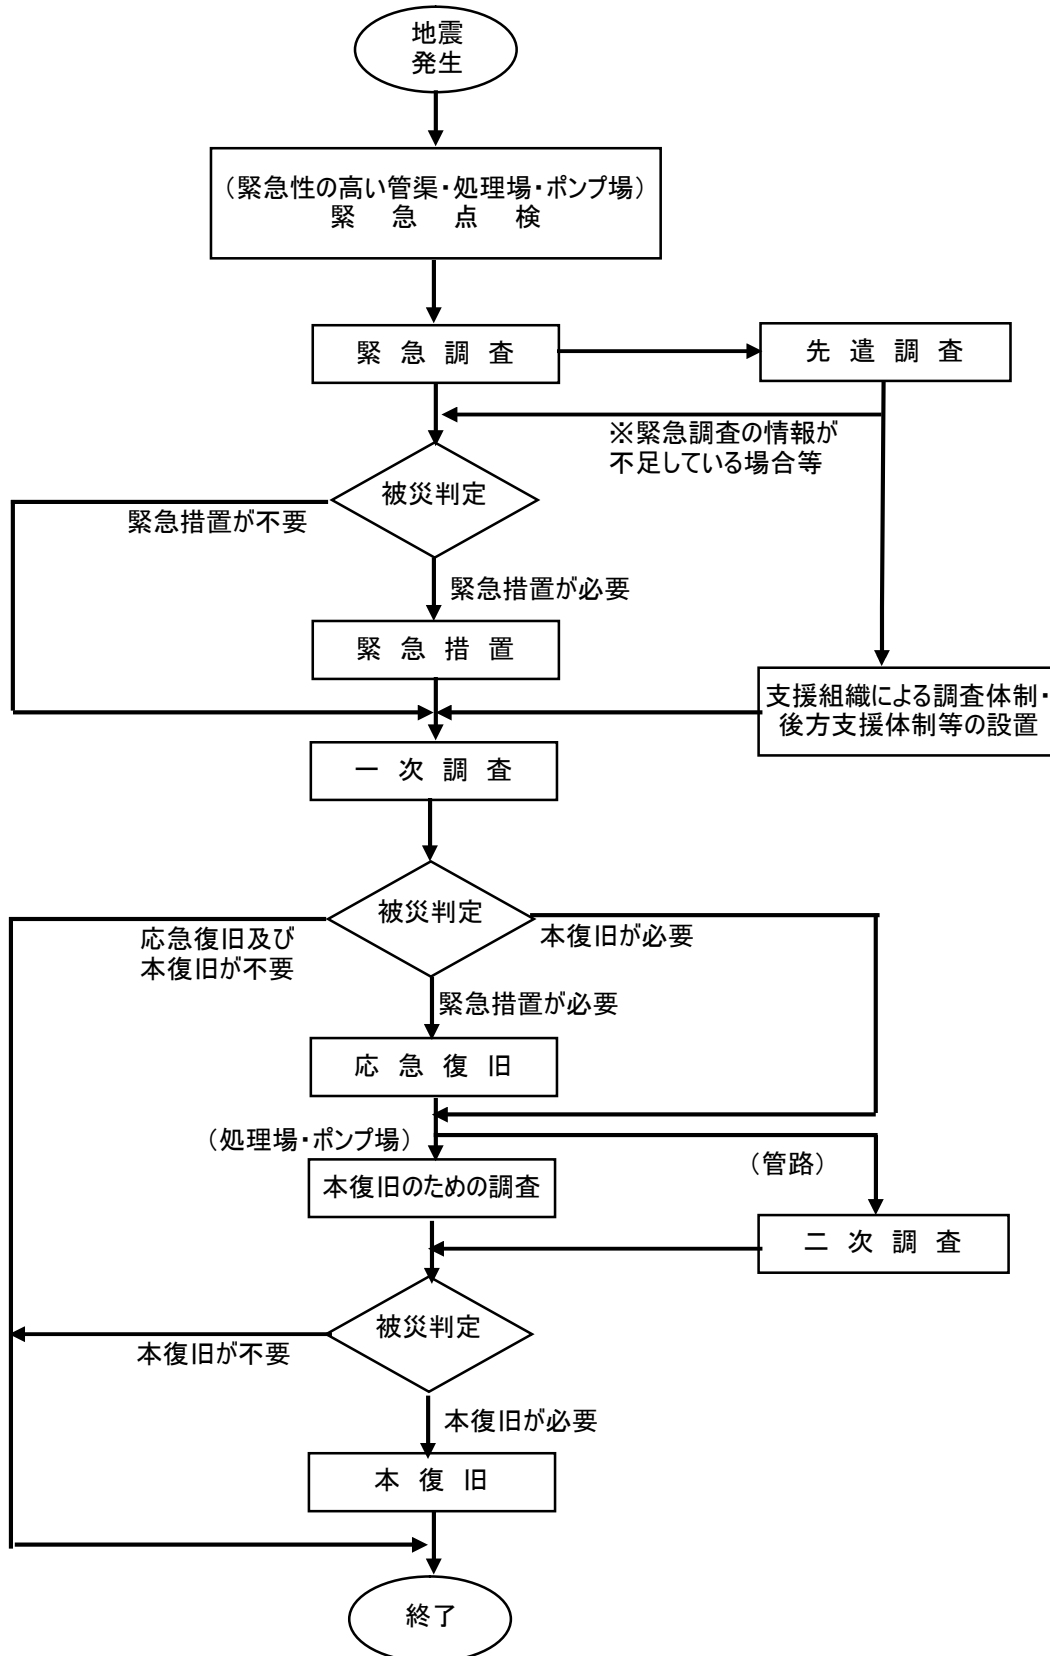 地震
発生
（緊急性の高い管渠・処理場・ポンプ場）
緊 急 点 検
緊 急 調 査
先 遣 調 査
※緊急調査の情報が
不足している場合等
被災判定
緊急措置が不要
緊急措置が必要
緊 急 措 置
支援組織による調査体制・
後方支援体制等の設置
一 次 調 査
被災判定
応急復旧及び
本復旧が不要
本復旧が必要
緊急措置が必要
応 急 復 旧
（処理場・ポンプ場）
（管路）
本復旧のための調査
二 次 調 査
被災判定
本復旧が不要
本復旧が必要
本 復 旧
終了